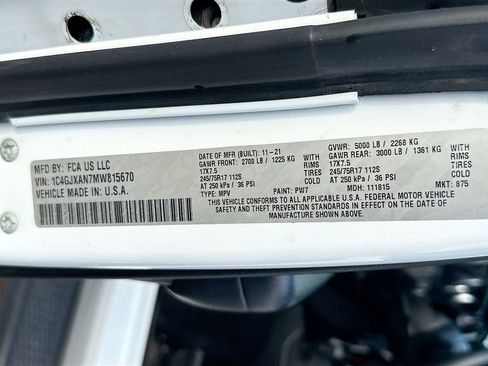 MFD BY: FCA US LLC
VIN: 1C4GJXAN7MW815670
VEHICLE MADE IN: U.S.A.
DATE OF MFR (BUILT): 11-21 GVWR: 5000 LB / 2268 KG
GAWR FRONT: 2700 LB / 1225 KG WITH GAWR REAR: 3000 LB / 1361 KG WITH
17X7.5 RIMS 17X7.5 RIMS
245/75R17 112S TIRES 245/75R17 112S TIRES
AT 250 kPa / 36 PSI COLD AT 250 kPa / 36 PSI COLD
TYPE: MPV PAINT: PW7 MDH: 111815 MKT: 875
THIS VEHICLE CONFORMS TO ALL APPLICABLE U.S.A. FEDERAL MOTOR VEHICLE
SAFETY AND THEFT PREVENTION STANDARDS IN EFFECT ON THE DATE OF
MANUFACTURE SHOWN ABOVE.